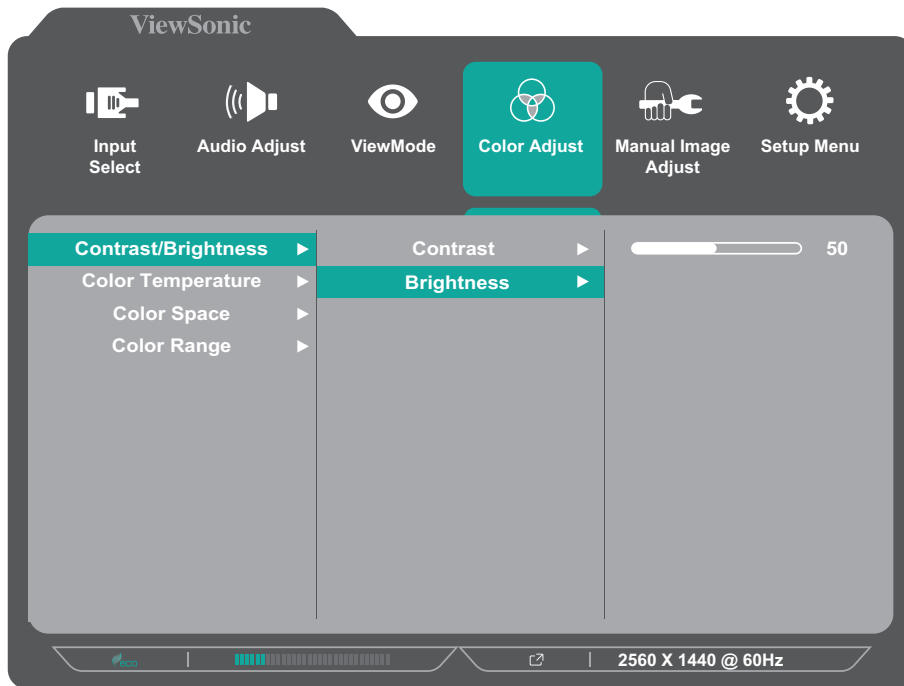 ViewSonic
Input
Select
Audio Adjust
ViewMode
Color Adjust
Manual Image
Adjust
Setup Menu
Contrast/Brightness
Contrast
50
Color Temperature
Brightness
Color Space
Color Range
eco
2560 X 1440 @ 60Hz